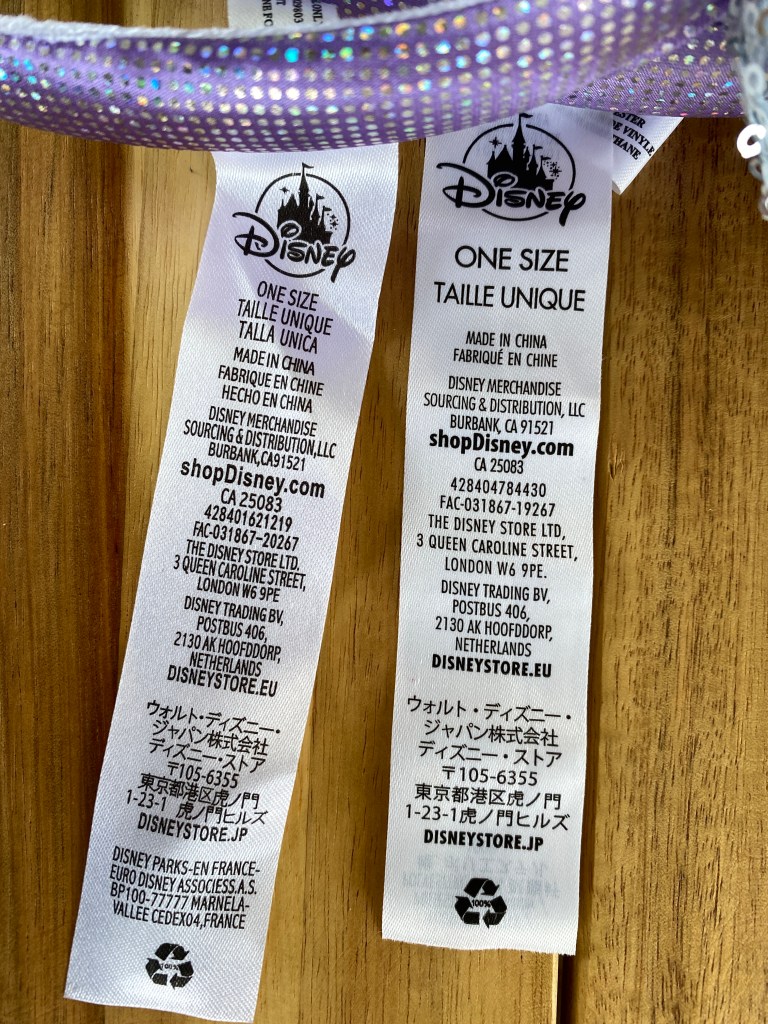 Disney
ONE SIZE
TAILLE UNIQUE
TALLA UNICA
MADE IN CHINA
FABRIQUE EN CHINE
HECHO EN CHINA
DISNEY MERCHANDISE
SOURCING & DISTRIBUTION,LLC
BURBANK,CA91521
shopDisney.com
CA 25083
428401621219
FAC-031867-20267
THE DISNEY STORE LTD,
3 QUEEN CAROLINE STREET,
LONDON W6 9PE
DISNEY TRADING BV,
POSTBUS 406,
2130 AK HOOFDDORP,
NETHERLANDS
DISNEYSTORE.EU
ウォルト・ディズニー・
ジャパン株式会社
ディズニー・ストア
〒105-6355
東京都港区虎ノ門
1-23-1 虎ノ門ヒルズ
DISNEYSTORE.JP
DISNEY PARKS-EN FRANCE-
EURO DISNEY ASSOCIESS.A.S.
BP100-77777 MARNELA-
VALLEE CEDEX04,FRANCE
100%
Disney
ONE SIZE
TAILLE UNIQUE
MADE IN CHINA
FABRIQUÉ EN CHINE
DISNEY MERCHANDISE
SOURCING & DISTRIBUTION, LLC
BURBANK, CA 91521
shopDisney.com
CA 25083
428404784430
FAC-031867-19267
THE DISNEY STORE LTD,
3 QUEEN CAROLINE STREET,
LONDON W6 9PE.
DISNEY TRADING BV,
POSTBUS 406,
2130 AK HOOFDDORP,
NETHERLANDS
DISNEYSTORE.EU
ウォルト・ディズニー・
ジャパン株式会社
ディズニー・ストア
〒105-6355
東京都港区虎ノ門
1-23-1虎ノ門ヒルズ
DISNEYSTORE.JP
100%